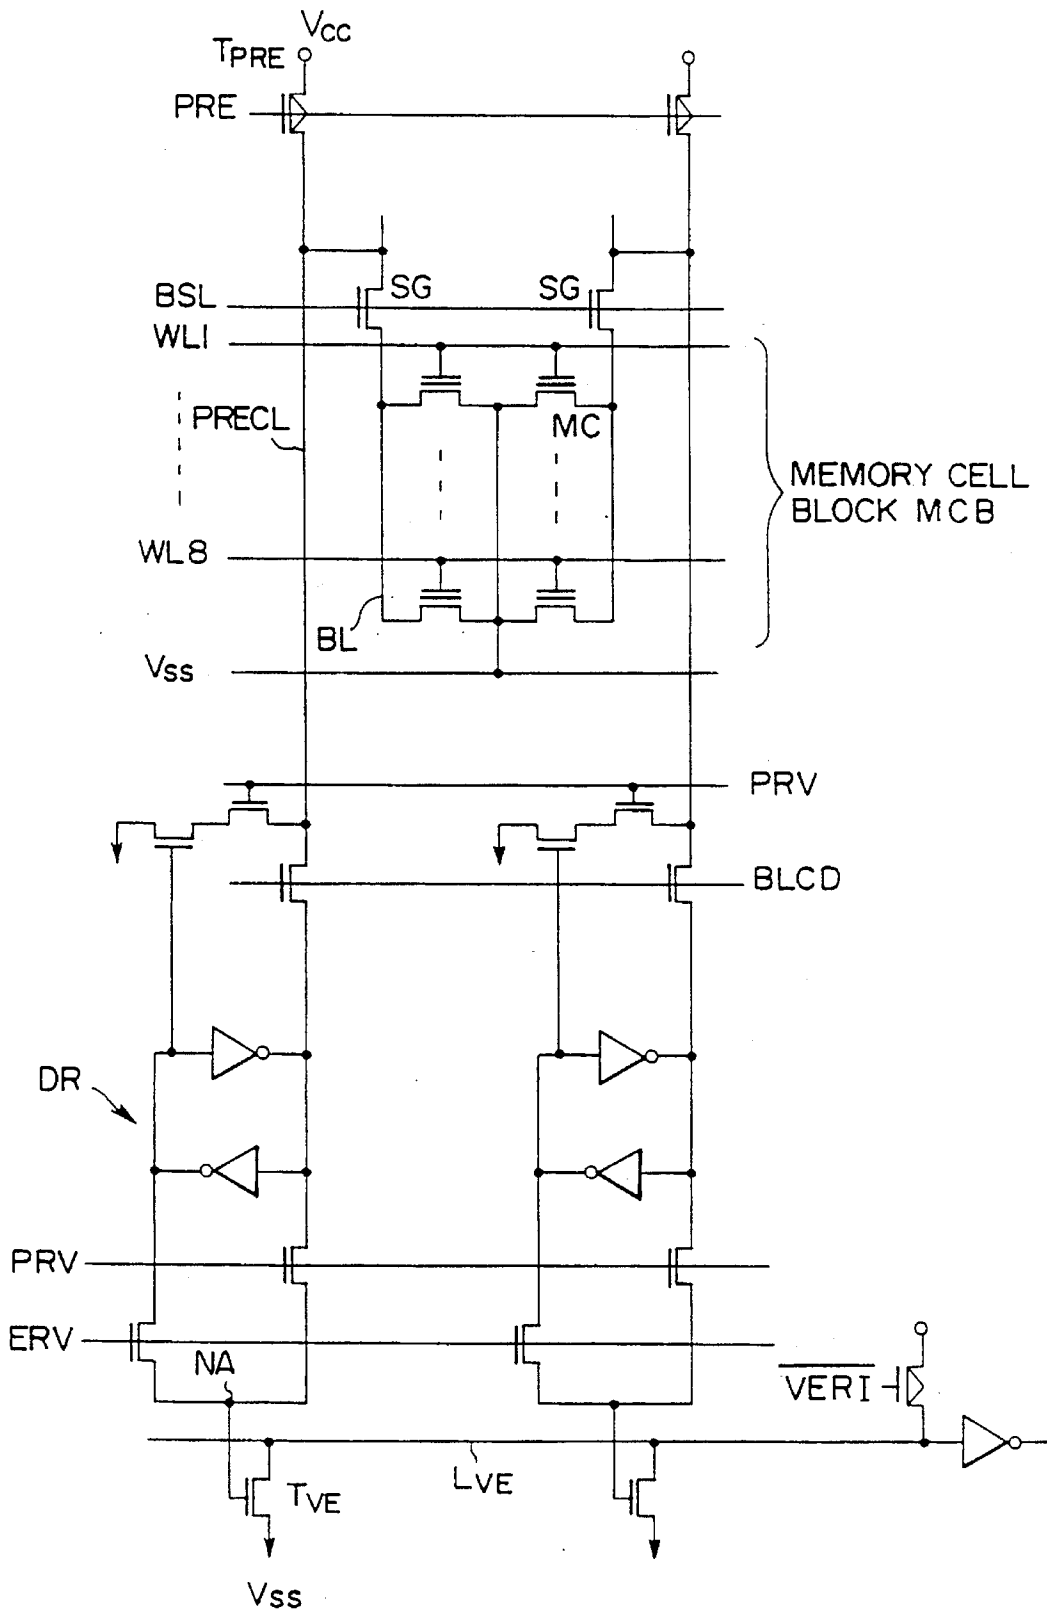 VCC
TPRE
PRE
SG SG
BSL
WL1
PRECL MC
MEMORY CELL
BLOCK MCB
WL8
BL
VSS
PRV
BLCD
DR
PRV
ERV
NA
VERI
LVE
TVE
VSS